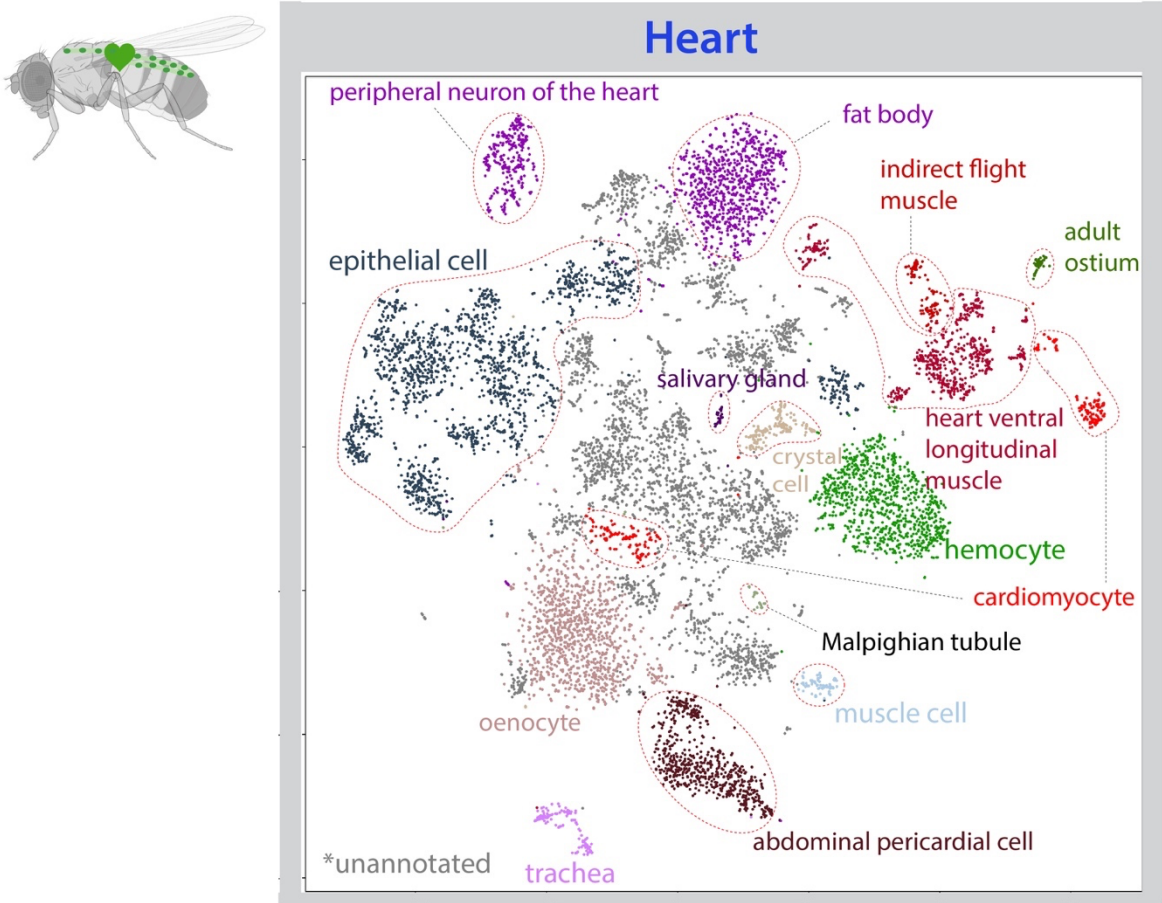 Heart
peripheral neuron of the heart
fat body
indirect flight
muscle
adult
ostium
epithelial cell
salivary gland
heart ventral
longitudinal
muscle
crystal
cell
hemocyte
cardiomyocyte
Malpighian tubule
muscle cell
oenocyte
abdominal pericardial cell
*unannotated
trachea